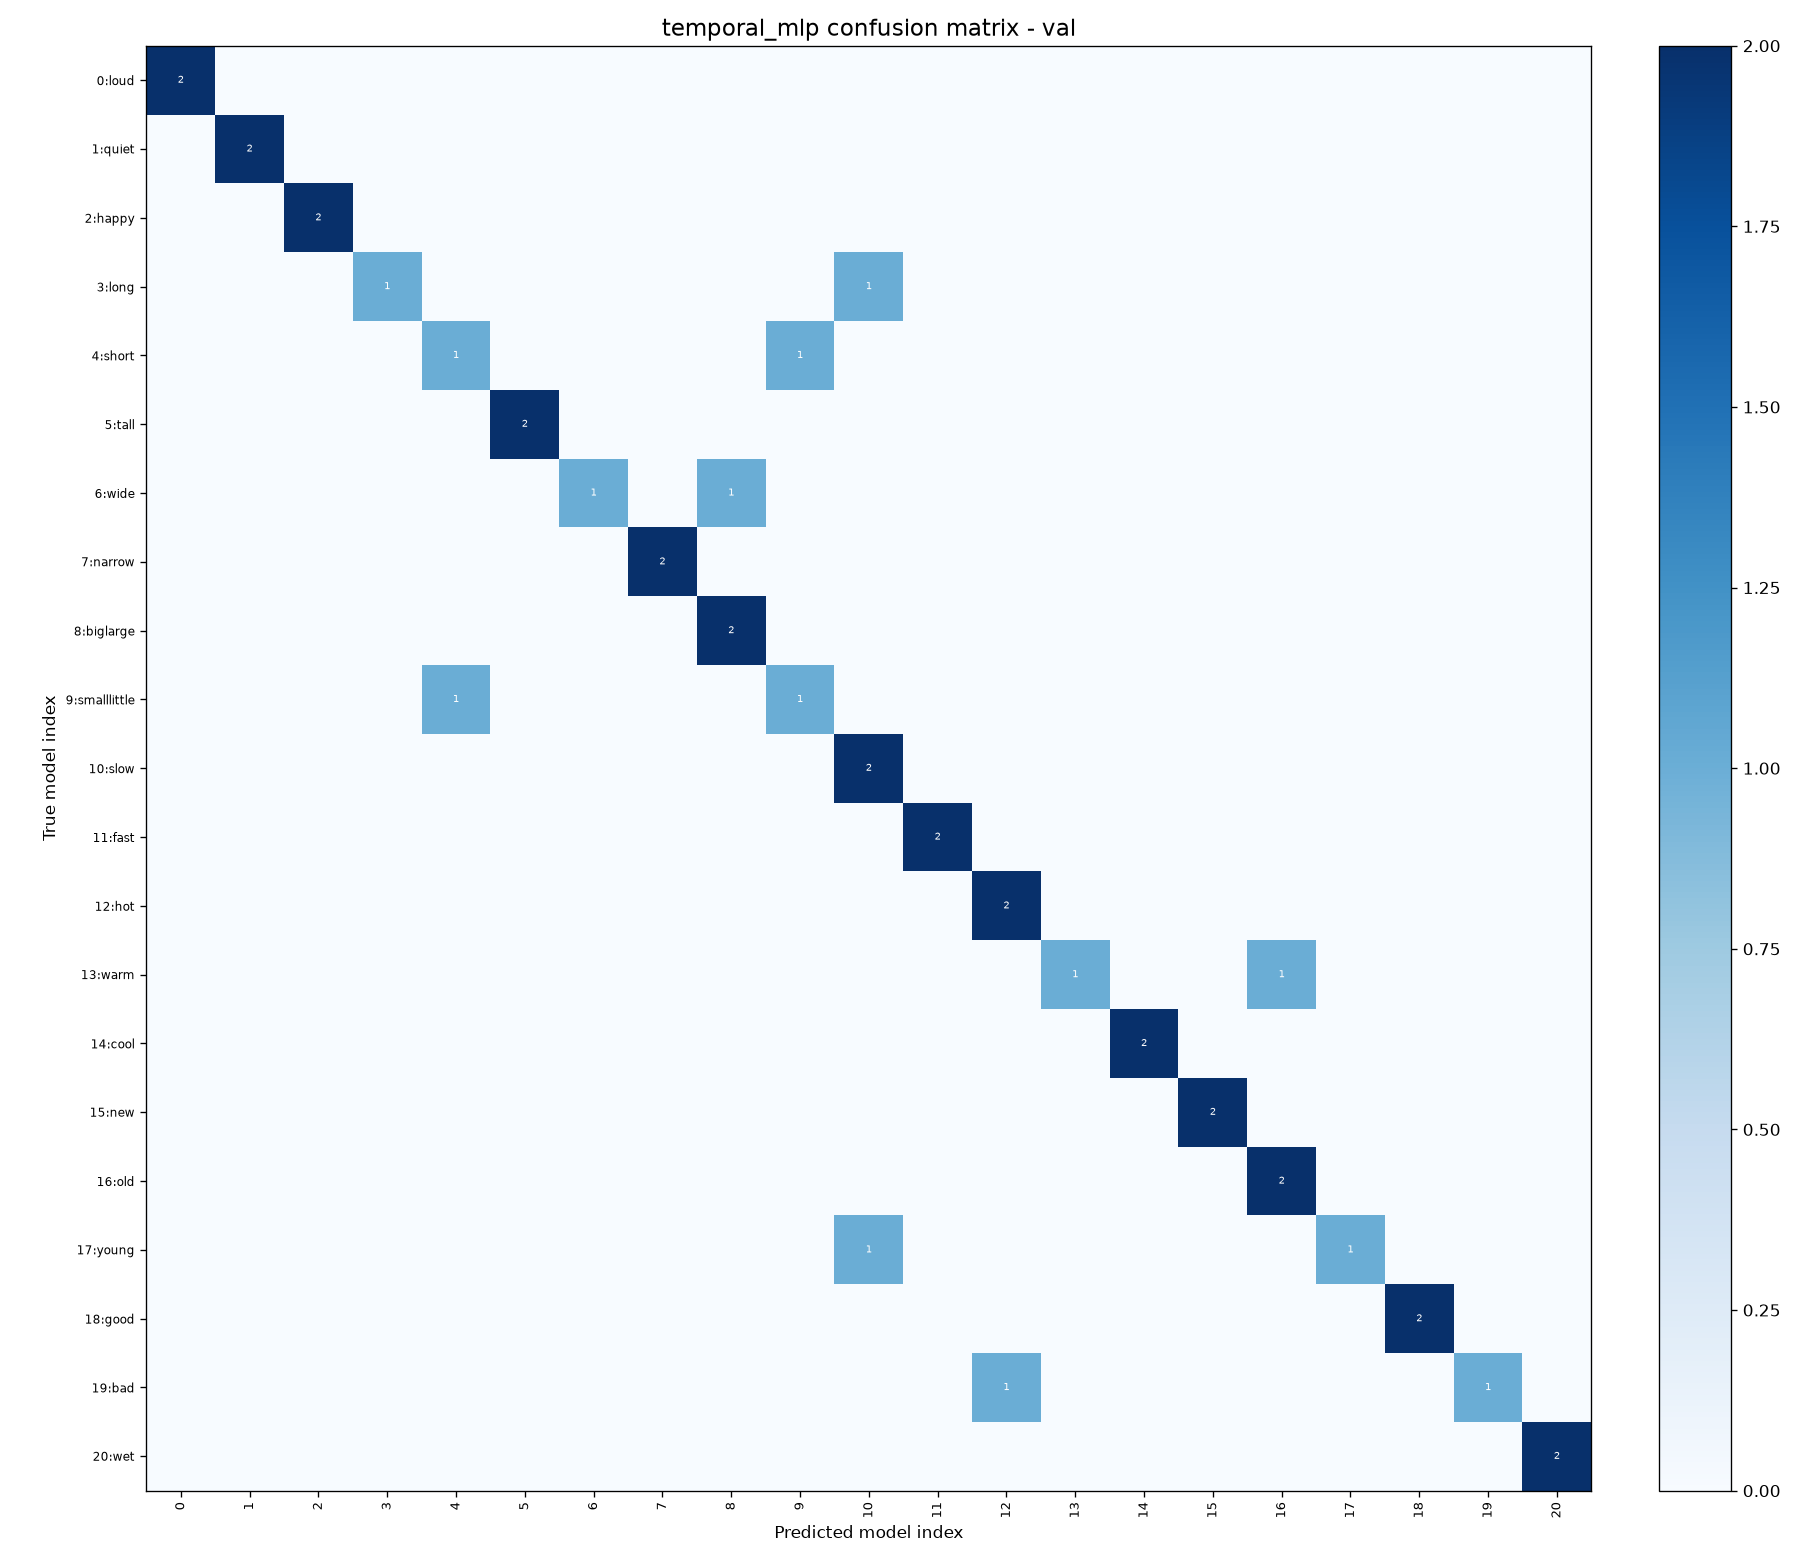 temporal_mlp confusion matrix - val
True model index
0:loud
1:quiet
2:happy
3:long
4:short
5:tall
6:wide
7:narrow
8:biglarge
9:smalllittle
10:slow
11:fast
12:hot
13:warm
14:cool
15:new
16:old
17:young
18:good
19:bad
20:wet
2
2
2
1 1
1 1
2
1 1
2
2
1 1
2
2
2
1 1
2
2
2
1 1
2
1 1
2
0 1 2 3 4 5 6 7 8 9 10 11 12 13 14 15 16 17 18 19 20
Predicted model index
2.00
1.75
1.50
1.25
1.00
0.75
0.50
0.25
0.00